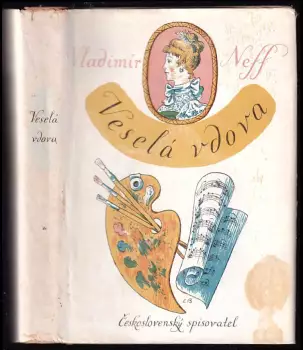 Vladimír Neff
Veselá vdova
Veselá
vdova
Československý spisovatel